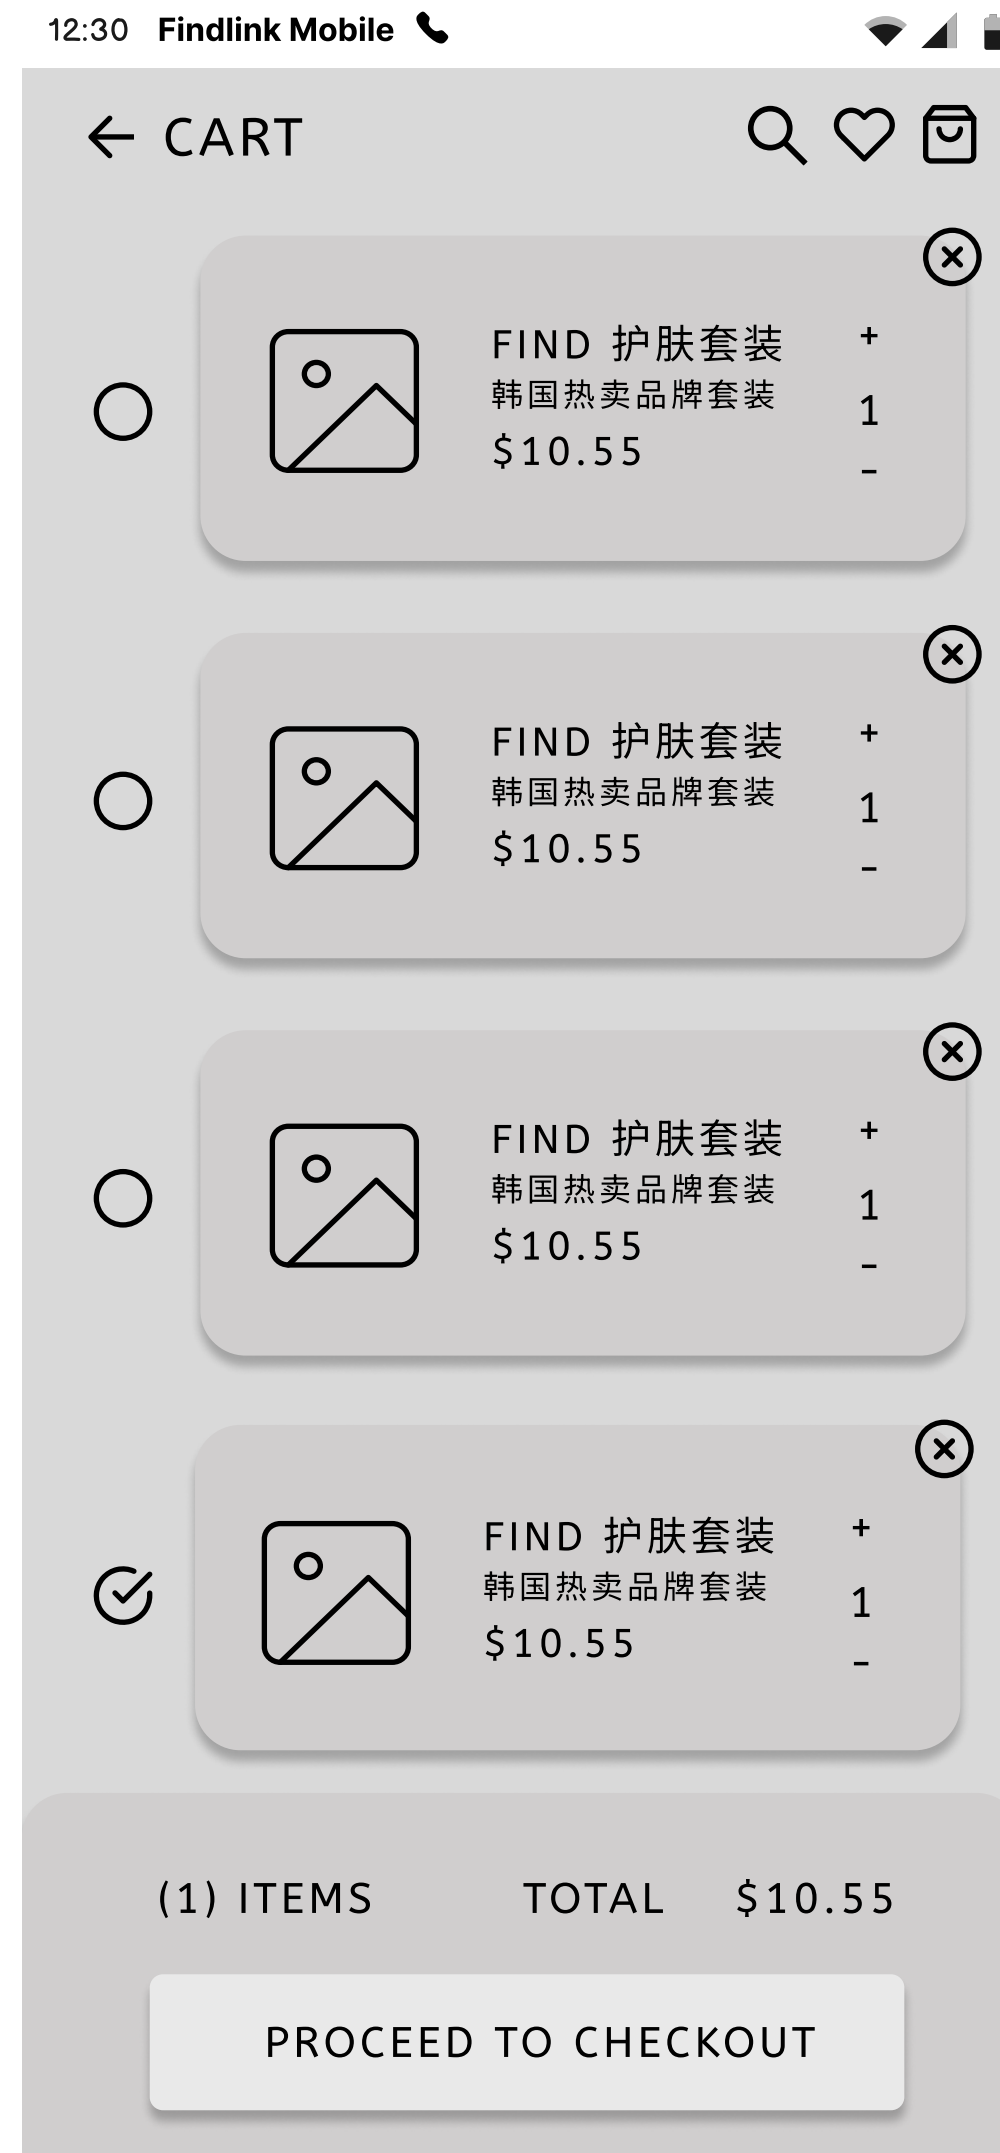 12:30 Findlink Mobile
CART
FIND 护肤套装
韩国热卖品牌套装
$10.55
+
1
-
FIND 护肤套装
韩国热卖品牌套装
$10.55
+
1
-
FIND 护肤套装
韩国热卖品牌套装
$10.55
+
1
-
FIND 护肤套装
韩国热卖品牌套装
$10.55
+
1
-
(1) ITEMS TOTAL $10.55
PROCEED TO CHECKOUT